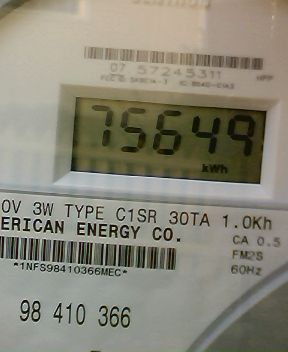 07 57245311
75649
kWh
0V 3W TYPE C1SR 30TA 1.0Kh
ERICAN ENERGY CO.
CA 0.5
FM2S
*1NFS98410366MEC*
60Hz
98 410 366